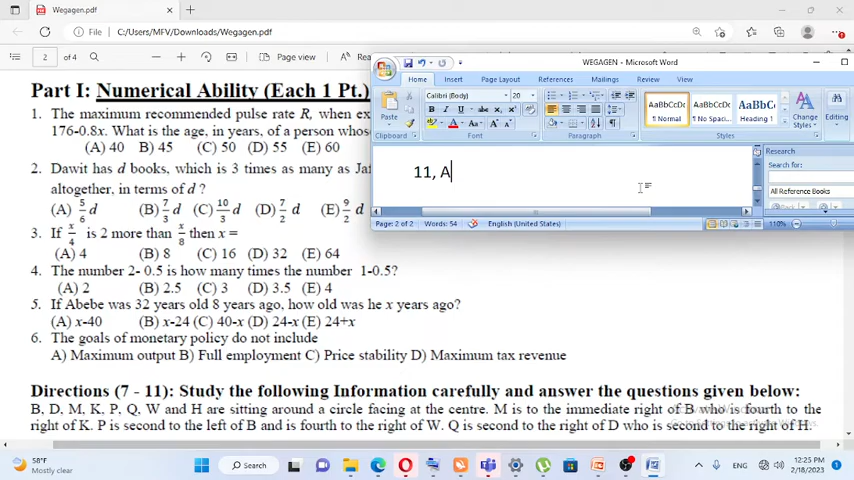 Wegagen.pdf
File
C:/Users/MFV/Downloads/Wegagen.pdf
2 of 4
Page view
Part I: Numerical Ability (Each 1 Pt.)
1. The maximum recommended pulse rate R, when ex
176-0.8x. What is the age, in years, of a person whos
(A) 40 B) 45 (C) 50 (D) 55 (E) 60
2. Dawit has d books, which is 3 times as many as Jaf
altogether, in terms of d ?
(A) 5/6 d (B) 7/3 d (C) 10/3 d (D) 7/2 d (E) 9/2 d
3. If x/4 is 2 more than x/8 then x =
(A) 4 (B) 8 (C) 16 (D) 32 (E) 64
4. The number 2- 0.5 is how many times the number 1-0.5?
(A) 2 (B) 2.5 (C) 3 (D) 3.5 (E) 4
5. If Abebe was 32 years old 8 years ago, how old was he x years ago?
(A) x-40 (B) x-24 (C) 40-x (D) 24-x (E) 24+x
6. The goals of monetary policy do not include
A) Maximum output B) Full employment C) Price stability D) Maximum tax revenue
Directions (7 - 11): Study the following Information carefully and answer the questions given below:
B, D, M, K, P, Q, W and H are sitting around a circle facing at the centre. M is to the immediate right of B who is fourth to the
right of K. P is second to the left of B and is fourth to the right of W. Q is second to the right of D who is second to the right of H.
WEGAGEN - Microsoft Word
Home Insert Page Layout References Mailings Review View
Calibri (Body) 20
Paste
B I U abc
AaBbCcDc AaBbCcDc AaBbCc
¶ Normal ¶ No Spaci... Heading 1
Change Styles
Editing
Clipboard Font Paragraph Styles
11, A
Research
Search for:
All Reference Books
Page: 2 of 2 Words: 54 English (United States) 110%
58°F
Mostly clear
Search
ENG
12:25 PM
2/18/2023